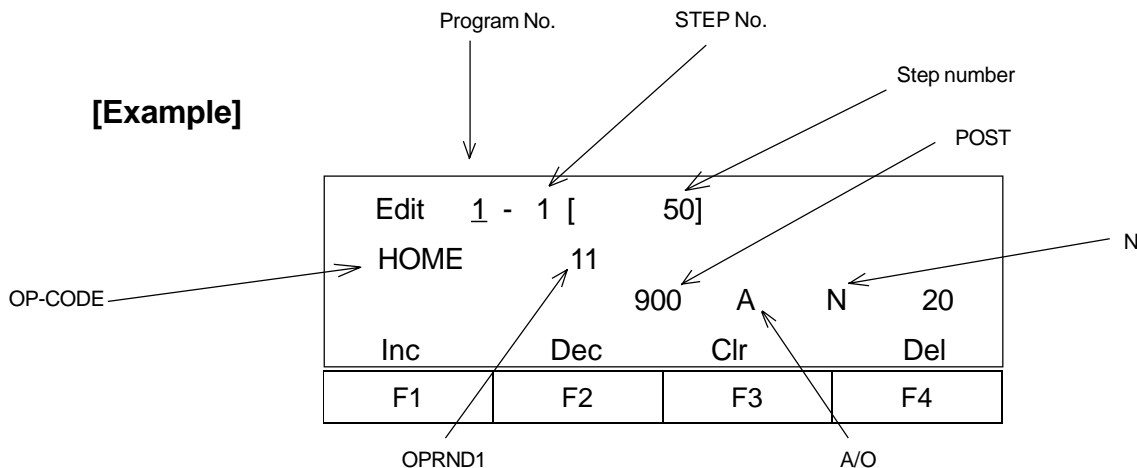 Program No.
STEP No.
Step number
[Example]
POST
Edit 1 - 1 [ 50]
N
HOME 11
OP-CODE
900 A N 20
Inc Dec Clr Del
F1 F2 F3 F4
OPRND1
A/O